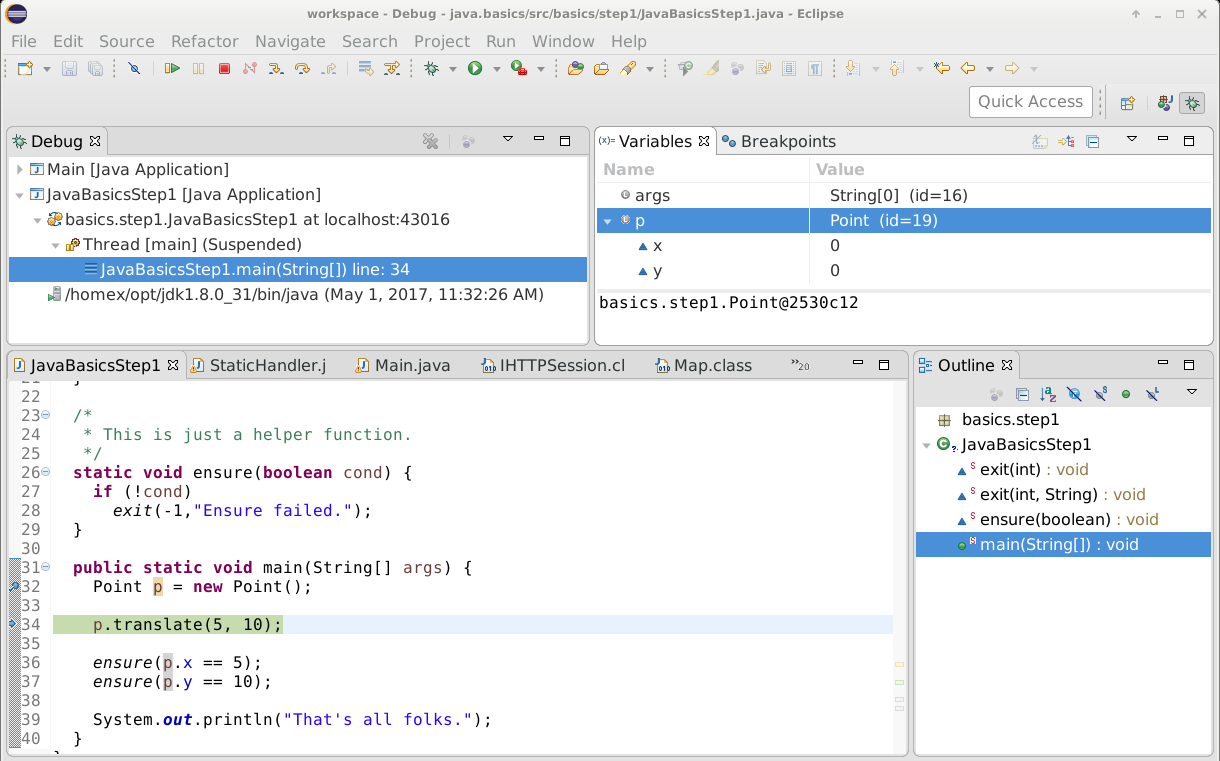 workspace - Debug - java.basics/src/basics/step1/JavaBasicsStep1.java - Eclipse
File Edit Source Refactor Navigate Search Project Run Window Help
Quick Access
Debug
Main [Java Application]
JavaBasicsStep1 [Java Application]
basics.step1.JavaBasicsStep1 at localhost:43016
Thread [main] (Suspended)
JavaBasicsStep1.main(String[]) line: 34
/homex/opt/jdk1.8.0_31/bin/java (May 1, 2017, 11:32:26 AM)
(x)= Variables Breakpoints
Name Value
args String[0] (id=16)
p Point (id=19)
x 0
y 0
basics.step1.Point@2530c12
JavaBasicsStep1 StaticHandler.j Main.java IHTTPSession.cl Map.class »20
21 }
22
23 /*
24 * This is just a helper function.
25 */
26 static void ensure(boolean cond) {
27 if (!cond)
28 exit(-1,"Ensure failed.");
29 }
30
31 public static void main(String[] args) {
32 Point p = new Point();
33
34 p.translate(5, 10);
35
36 ensure(p.x == 5);
37 ensure(p.y == 10);
38
39 System.out.println("That's all folks.");
40 }
Outline
basics.step1
JavaBasicsStep1
exit(int) : void
exit(int, String) : void
ensure(boolean) : void
main(String[]) : void